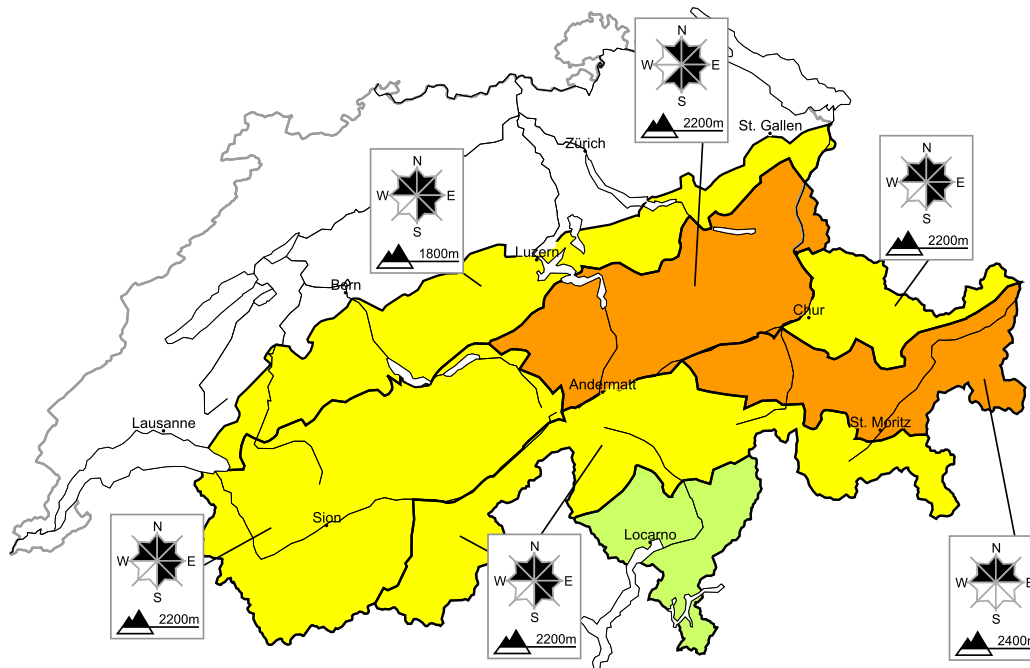 N
W E
S
2200m
St. Gallen
Zürich
N
W E
S
1800m
N
W E
S
2200m
Luzern
Bern
Chur
Andermatt
Lausanne
St. Moritz
Sion
Locarno
N
W E
S
2200m
N
W E
S
2200m
N
W E
S
2400m